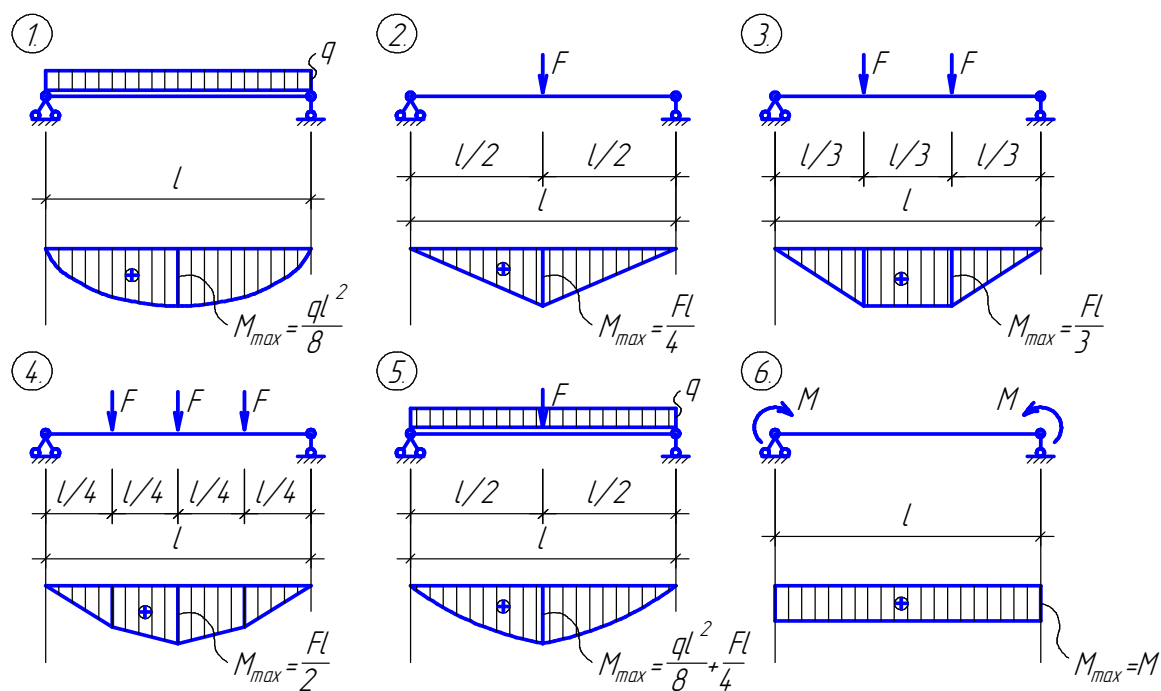 1.
q
l
M_max = ql²/8
2.
F
l/2 l/2
l
M_max = Fl/4
3.
F F
l/3 l/3 l/3
l
M_max = Fl/3
4.
F F F
l/4 l/4 l/4 l/4
l
M_max = Fl/2
5.
F q
l/2 l/2
l
M_max = ql²/8 + Fl/4
6.
M M
l
M_max = M